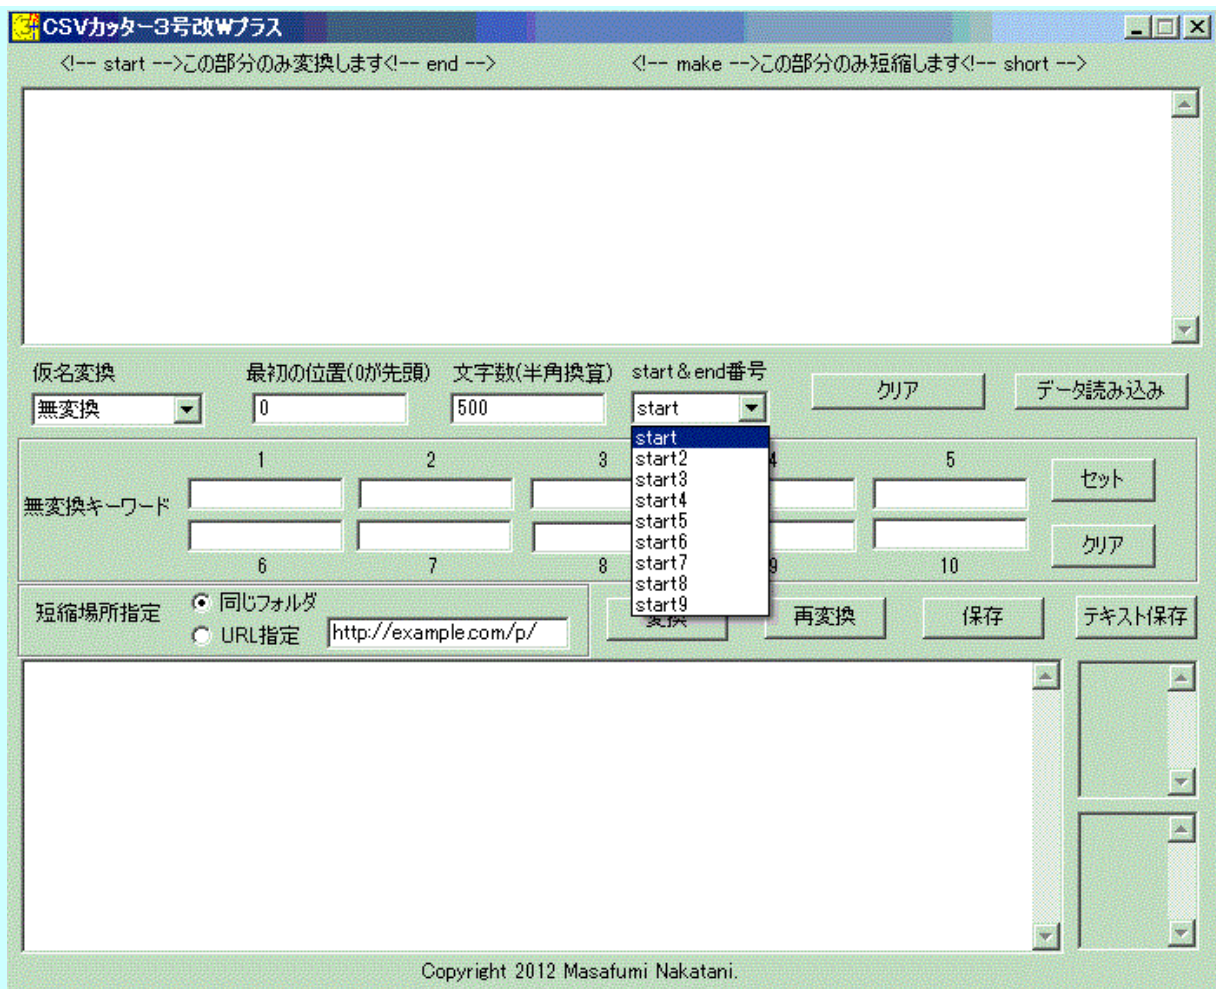 CSVカッター3号改Wプラス
<!-- start -->この部分のみ変換します<!-- end -->
<!-- make -->この部分のみ短縮します<!-- short -->
仮名変換
最初の位置(0が先頭)
文字数(半角換算)
start&end番号
無変換
0
500
start
クリア
データ読み込み
start
start2
start3
start4
start5
start6
start7
start8
start9
1 2 3 4 5
無変換キーワード
セット
クリア
6 7 8 9 10
短縮場所指定
同じフォルダ
URL指定
http://example.com/p/
変換
再変換
保存
テキスト保存
Copyright 2012 Masafumi Nakatani.